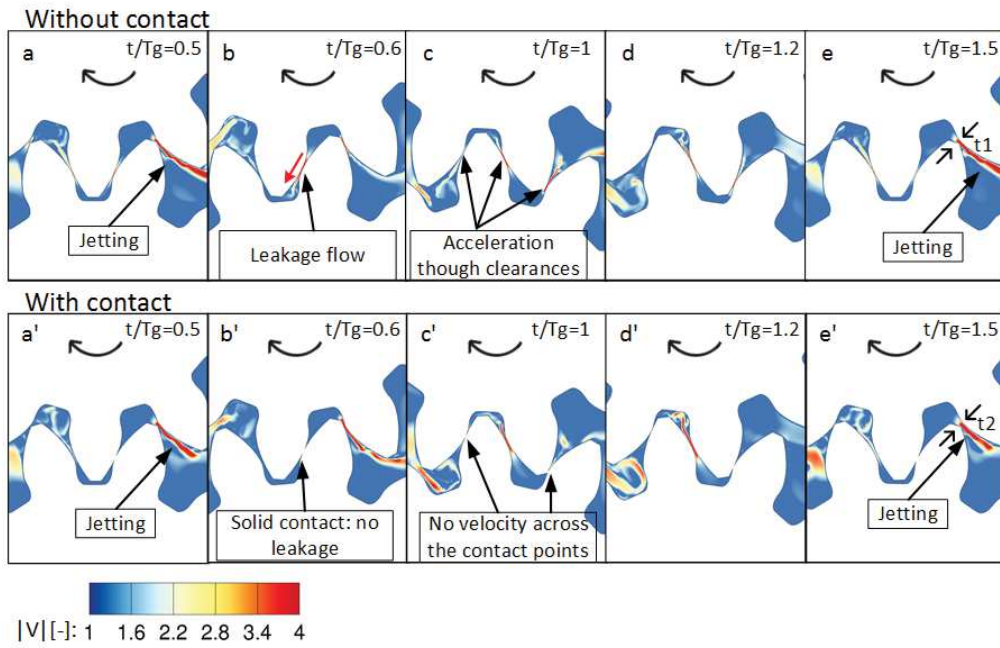 Without contact
a t/Tg=0.5
b t/Tg=0.6
c t/Tg=1
d t/Tg=1.2
e t/Tg=1.5
t1
Jetting
Leakage flow
Acceleration
though clearances
Jetting
With contact
a' t/Tg=0.5
b' t/Tg=0.6
c' t/Tg=1
d' t/Tg=1.2
e' t/Tg=1.5
t2
Jetting
Solid contact: no
leakage
No velocity across
the contact points
Jetting
|V| [-]: 1 1.6 2.2 2.8 3.4 4